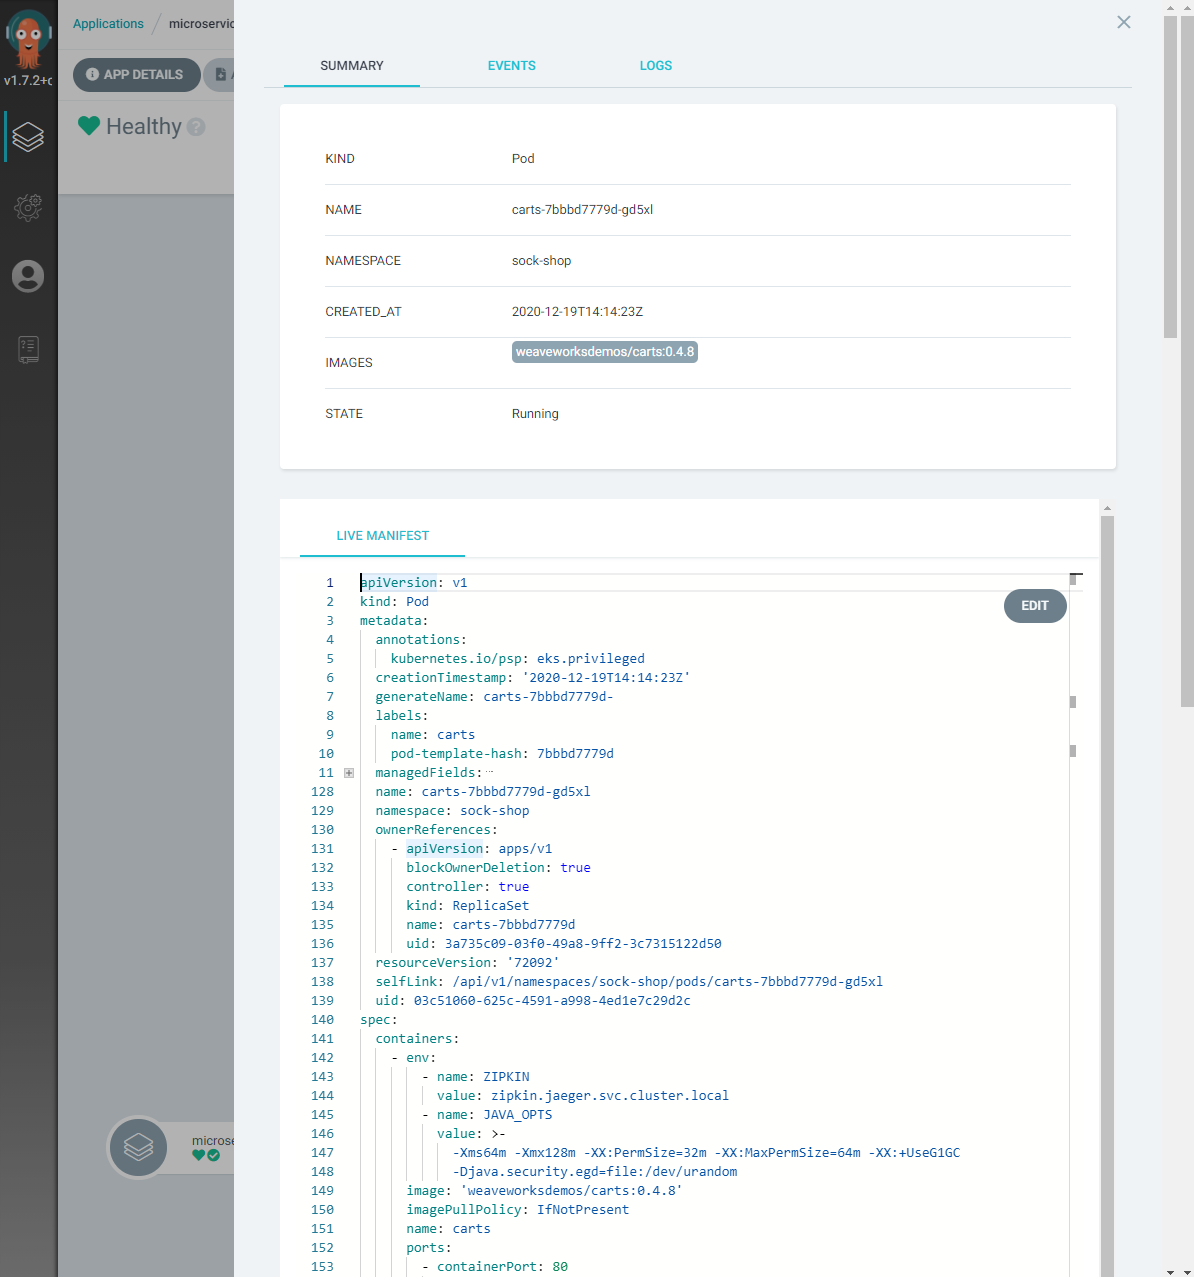 v1.7.2+
Applications
microservic
APP DETAILS
Healthy
SUMMARY
EVENTS
LOGS
KIND Pod
NAME carts-7bbbd7779d-gd5xl
NAMESPACE sock-shop
CREATED_AT 2020-12-19T14:14:23Z
IMAGES weaveworksdemos/carts:0.4.8
STATE Running
LIVE MANIFEST
EDIT
1 apiVersion: v1
2 kind: Pod
3 metadata:
4 annotations:
5 kubernetes.io/psp: eks.privileged
6 creationTimestamp: '2020-12-19T14:14:23Z'
7 generateName: carts-7bbbd7779d-
8 labels:
9 name: carts
10 pod-template-hash: 7bbbd7779d
11 managedFields:…
128 name: carts-7bbbd7779d-gd5xl
129 namespace: sock-shop
130 ownerReferences:
131 - apiVersion: apps/v1
132 blockOwnerDeletion: true
133 controller: true
134 kind: ReplicaSet
135 name: carts-7bbbd7779d
136 uid: 3a735c09-03f0-49a8-9ff2-3c7315122d50
137 resourceVersion: '72092'
138 selfLink: /api/v1/namespaces/sock-shop/pods/carts-7bbbd7779d-gd5xl
139 uid: 03c51060-625c-4591-a998-4ed1e7c29d2c
140 spec:
141 containers:
142 - env:
143 - name: ZIPKIN
144 value: zipkin.jaeger.svc.cluster.local
145 - name: JAVA_OPTS
146 value: >-
147 -Xms64m -Xmx128m -XX:PermSize=32m -XX:MaxPermSize=64m -XX:+UseG1GC
148 -Djava.security.egd=file:/dev/urandom
149 image: 'weaveworksdemos/carts:0.4.8'
150 imagePullPolicy: IfNotPresent
151 name: carts
152 ports:
153 - containerPort: 80
microse